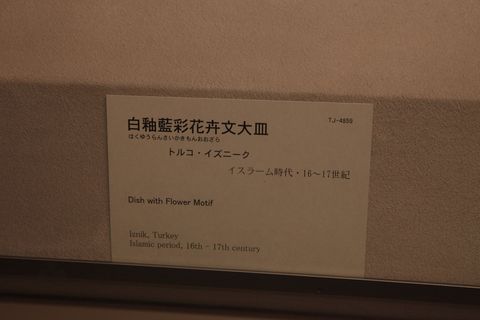 TJ-4859
白釉藍彩花卉文大皿
はくゆうらんさいかきもんおおざら
トルコ・イズニーク
イスラーム時代・16～17世紀
Dish with Flower Motif
Iznik, Turkey
Islamic period, 16th - 17th century